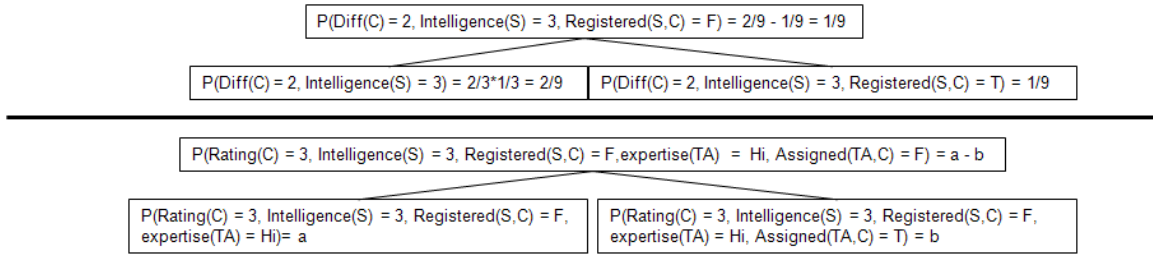 P(Diff(C) = 2, Intelligence(S) = 3, Registered(S,C) = F) = 2/9 - 1/9 = 1/9
P(Diff(C) = 2, Intelligence(S) = 3) = 2/3*1/3 = 2/9
P(Diff(C) = 2, Intelligence(S) = 3, Registered(S,C) = T) = 1/9
P(Rating(C) = 3, Intelligence(S) = 3, Registered(S,C) = F,expertise(TA) = Hi, Assigned(TA,C) = F) = a - b
P(Rating(C) = 3, Intelligence(S) = 3, Registered(S,C) = F,
expertise(TA) = Hi)= a
P(Rating(C) = 3, Intelligence(S) = 3, Registered(S,C) = F,
expertise(TA) = Hi, Assigned(TA,C) = T) = b